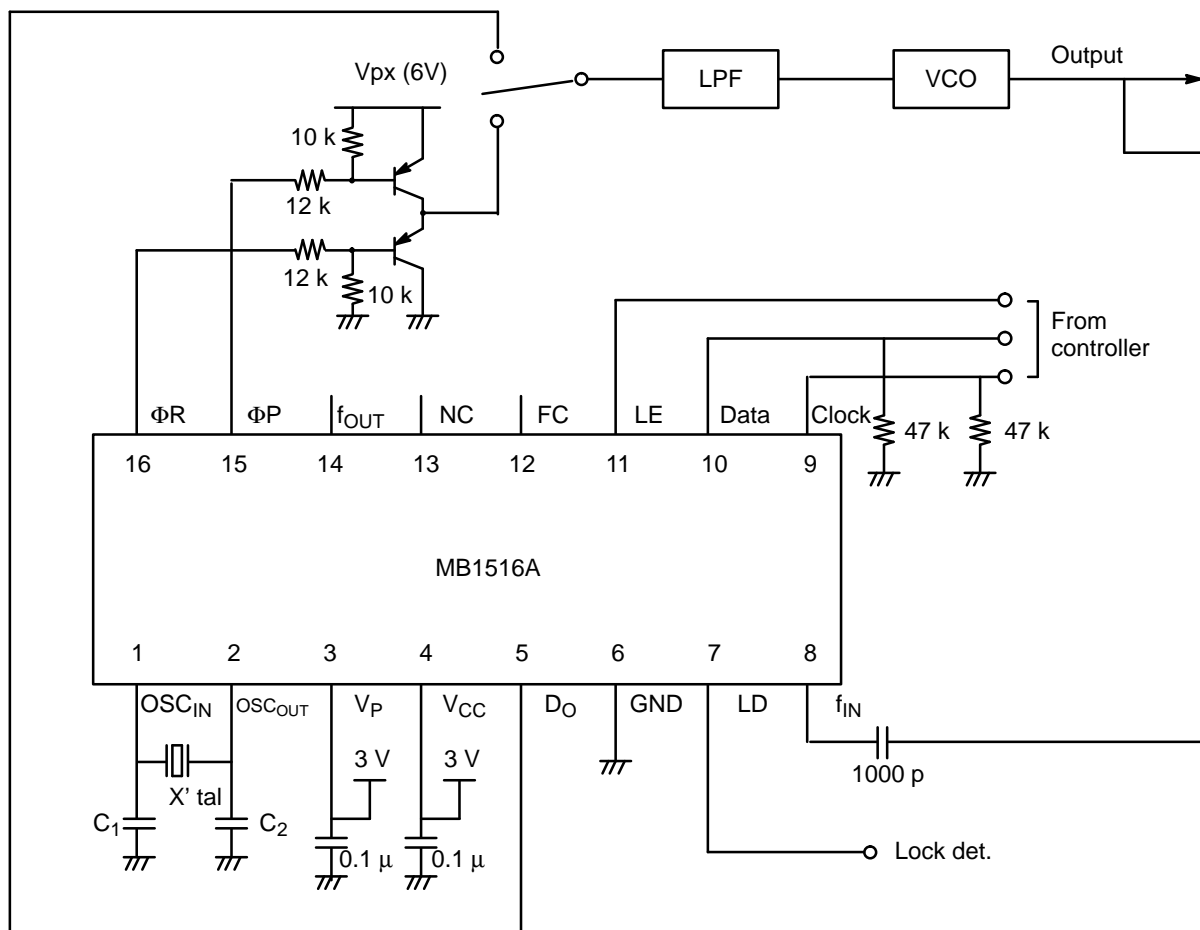 Vpx (6V)
LPF
VCO
Output
10 k
12 k
12 k
10 k
From
controller
ΦR
ΦP
fOUT
NC
FC
LE
Data
Clock
47 k
47 k
16
15
14
13
12
11
10
9
MB1516A
1
2
3
4
5
6
7
8
OSCIN
OSCOUT
VP
VCC
DO
GND
LD
fIN
3 V
3 V
X' tal
1000 p
C1
C2
0.1 μ
0.1 μ
Lock det.